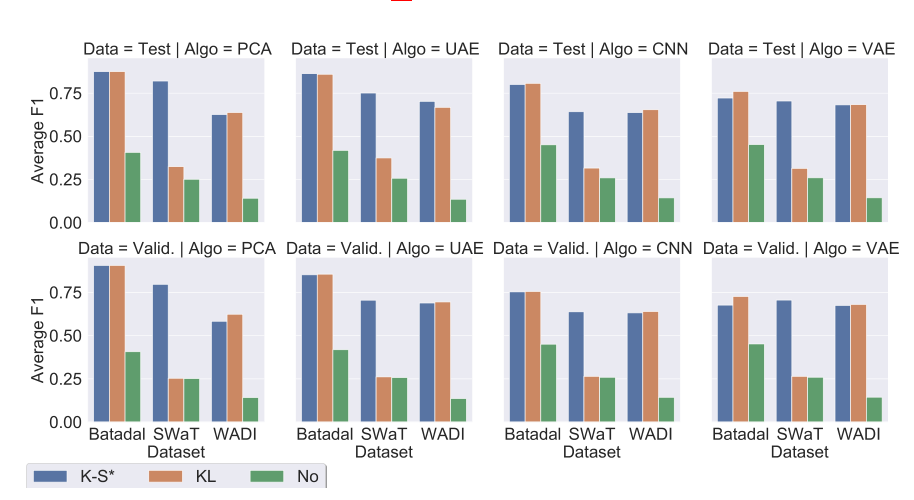 Data = Test | Algo = PCA
Data = Test | Algo = UAE
Data = Test | Algo = CNN
Data = Test | Algo = VAE
Average F1
0.75
0.50
0.25
0.00
Data = Valid. | Algo = PCA
Data = Valid. | Algo = UAE
Data = Valid. | Algo = CNN
Data = Valid. | Algo = VAE
Average F1
0.75
0.50
0.25
0.00
Batadal SWaT WADI
Batadal SWaT WADI
Batadal SWaT WADI
Batadal SWaT WADI
Dataset
Dataset
Dataset
Dataset
K-S* KL No